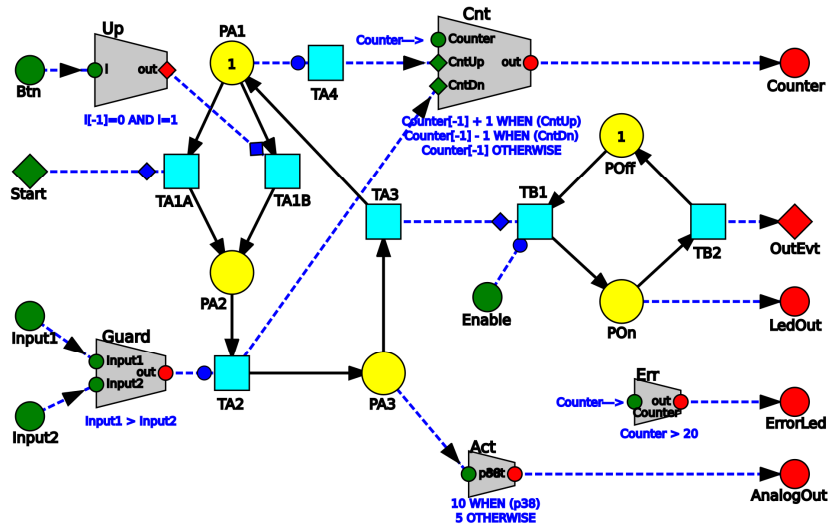 Up
Btn
I
out
I[-1]=0 AND I=1
PA1
1
TA4
Cnt
Counter—>
Counter
CntUp
CntDn
out
Counter
Counter[-1] + 1 WHEN (CntUp)
Counter[-1] - 1 WHEN (CntDn)
Counter[-1] OTHERWISE
Start
TA1A
TA1B
TA3
TB1
1
POff
TB2
OutEvt
PA2
Enable
POn
LedOut
Input1
Input2
Guard
Input1
Input2
out
Input1 > Input2
TA2
PA3
Err
Counter—>
out
Counter
Counter > 20
ErrorLed
Act
p38
out
10 WHEN (p38)
5 OTHERWISE
AnalogOut